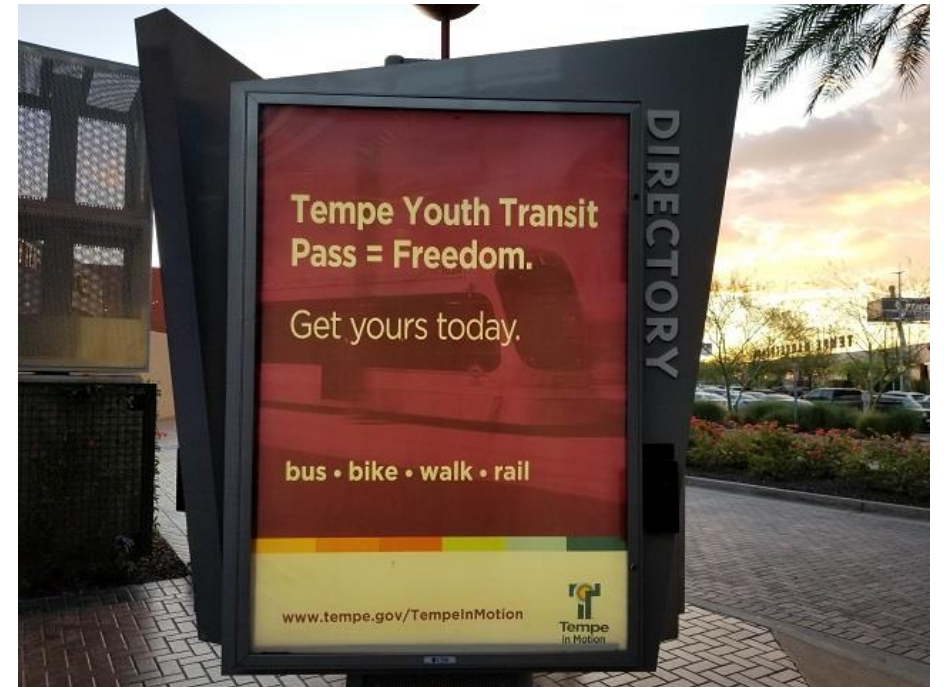 Tempe Youth Transit
Pass = Freedom.
Get yours today.
bus • bike • walk • rail
www.tempe.gov/TempeInMotion
Tempe
in Motion
DIRECTORY
TEMPE